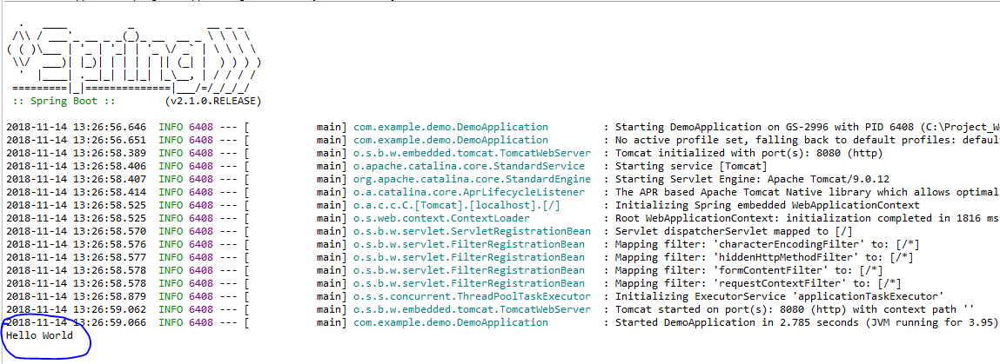 .   ____          _            __ _ _
 /\\ / ___'_ __ _ _(_)_ __  __ _ \ \ \ \
( ( )\___ | '_ | '_| | '_ \/ _` | \ \ \ \
 \\/  ___)| |_)| | | | | || (_| |  ) ) ) )
  '  |____| .__|_| |_|_| |_\__, | / / / /
 =========|_|==============|___/=/_/_/_/
 :: Spring Boot ::        (v2.1.0.RELEASE)
2018-11-14 13:26:56.646  INFO 6408 --- [           main] com.example.demo.DemoApplication         : Starting DemoApplication on GS-2996 with PID 6408 (C:\Project_W
2018-11-14 13:26:56.651  INFO 6408 --- [           main] com.example.demo.DemoApplication         : No active profile set, falling back to default profiles: defaul
2018-11-14 13:26:58.389  INFO 6408 --- [           main] o.s.b.w.embedded.tomcat.TomcatWebServer  : Tomcat initialized with port(s): 8080 (http)
2018-11-14 13:26:58.406  INFO 6408 --- [           main] o.apache.catalina.core.StandardService   : Starting service [Tomcat]
2018-11-14 13:26:58.407  INFO 6408 --- [           main] org.apache.catalina.core.StandardEngine  : Starting Servlet Engine: Apache Tomcat/9.0.12
2018-11-14 13:26:58.414  INFO 6408 --- [           main] o.a.catalina.core.AprLifecycleListener   : The APR based Apache Tomcat Native library which allows optimal
2018-11-14 13:26:58.525  INFO 6408 --- [           main] o.a.c.c.C.[Tomcat].[localhost].[/]       : Initializing Spring embedded WebApplicationContext
2018-11-14 13:26:58.525  INFO 6408 --- [           main] o.s.web.context.ContextLoader            : Root WebApplicationContext: initialization completed in 1816 ms
2018-11-14 13:26:58.570  INFO 6408 --- [           main] o.s.b.w.servlet.ServletRegistrationBean  : Servlet dispatcherServlet mapped to [/]
2018-11-14 13:26:58.576  INFO 6408 --- [           main] o.s.b.w.servlet.FilterRegistrationBean   : Mapping filter: 'characterEncodingFilter' to: [/*]
2018-11-14 13:26:58.577  INFO 6408 --- [           main] o.s.b.w.servlet.FilterRegistrationBean   : Mapping filter: 'hiddenHttpMethodFilter' to: [/*]
2018-11-14 13:26:58.578  INFO 6408 --- [           main] o.s.b.w.servlet.FilterRegistrationBean   : Mapping filter: 'formContentFilter' to: [/*]
2018-11-14 13:26:58.578  INFO 6408 --- [           main] o.s.b.w.servlet.FilterRegistrationBean   : Mapping filter: 'requestContextFilter' to: [/*]
2018-11-14 13:26:58.879  INFO 6408 --- [           main] o.s.s.concurrent.ThreadPoolTaskExecutor  : Initializing ExecutorService 'applicationTaskExecutor'
2018-11-14 13:26:59.062  INFO 6408 --- [           main] o.s.b.w.embedded.tomcat.TomcatWebServer  : Tomcat started on port(s): 8080 (http) with context path ''
2018-11-14 13:26:59.066  INFO 6408 --- [           main] com.example.demo.DemoApplication         : Started DemoApplication in 2.785 seconds (JVM running for 3.95)
Hello World